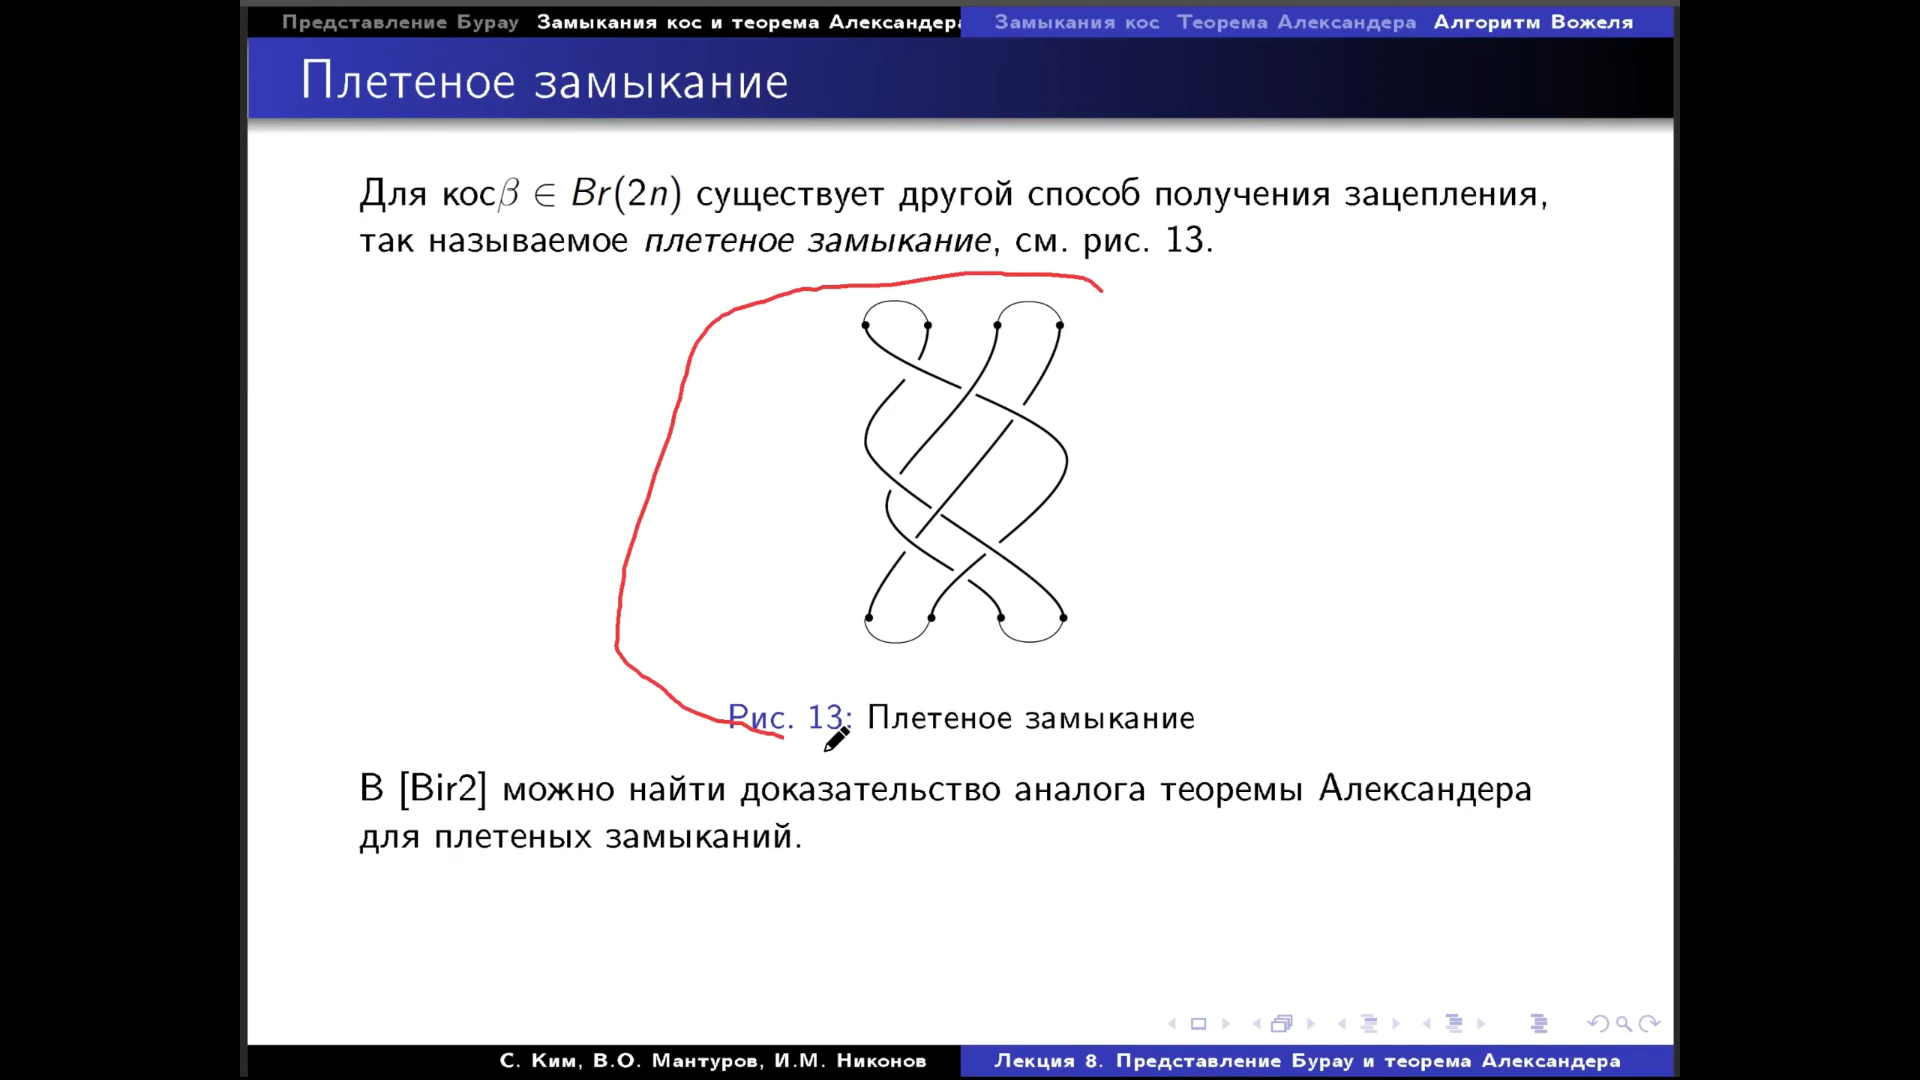 Представление Бурау Замыкания кос и теорема Александера Замыкания кос Теорема Александера Алгоритм Вожеля
Плетеное замыкание
Для косβ ∈ Br(2n) существует другой способ получения зацепления,
так называемое плетеное замыкание, см. рис. 13.
Рис. 13: Плетеное замыкание
В [Bir2] можно найти доказательство аналога теоремы Александера
для плетеных замыканий.
С. Ким, В.О. Мантуров, И.М. Никонов Лекция 8. Представление Бурау и теорема Александера